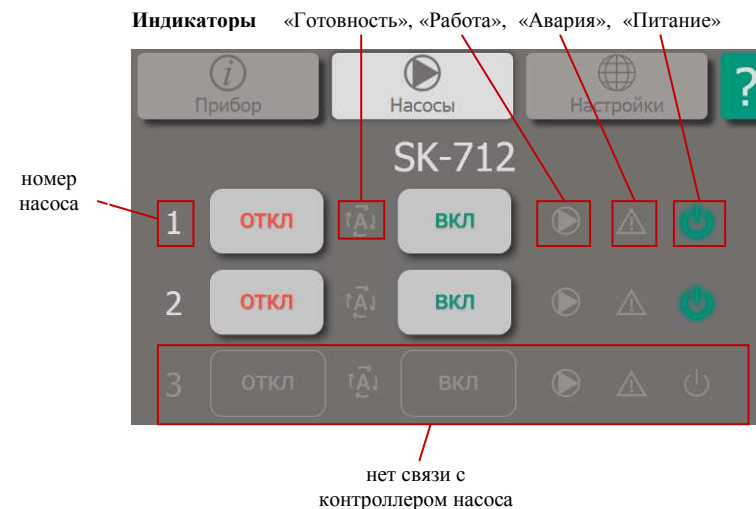 Индикаторы «Готовность», «Работа», «Авария», «Питание»
Прибор Насосы Настройки ?
SK-712
номер
насоса
1 ОТКЛ A ВКЛ
2 ОТКЛ A ВКЛ
3 ОТКЛ A ВКЛ
нет связи с
контроллером насоса